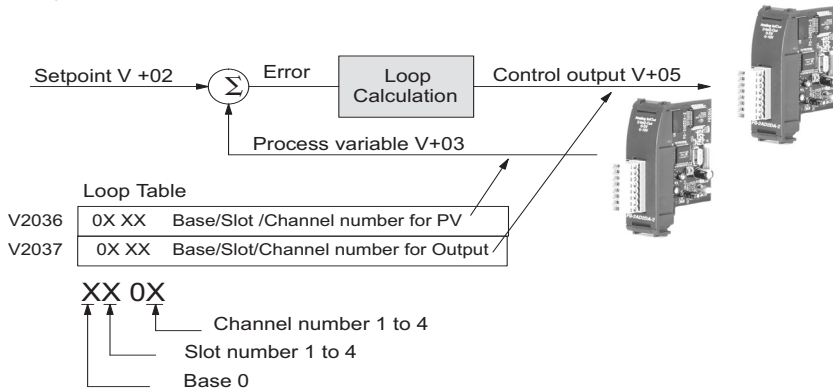 Setpoint V +02
Σ
Error
Loop
Calculation
Control output V+05
Process variable V+03
Loop Table
V2036 0X XX Base/Slot /Channel number for PV
V2037 0X XX Base/Slot/Channel number for Output
XX 0X
Channel number 1 to 4
Slot number 1 to 4
Base 0